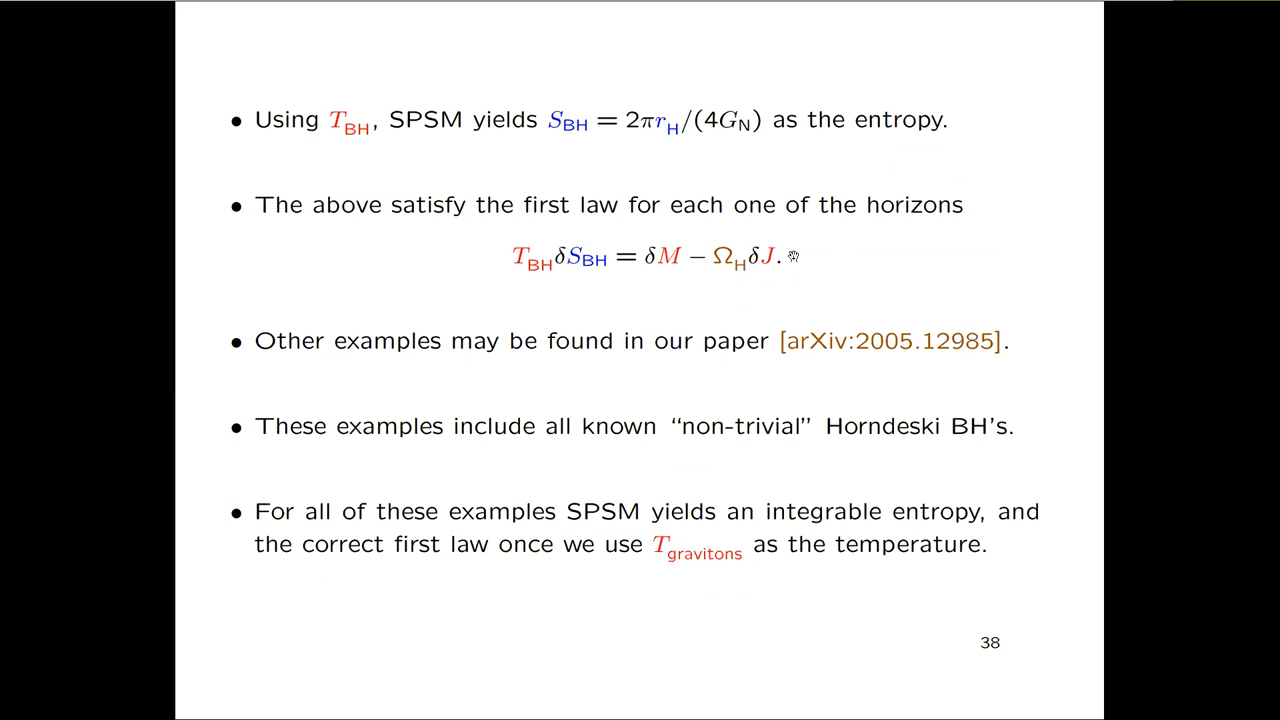 • Using T_BH, SPSM yields S_BH = 2πr_H/(4G_N) as the entropy.
• The above satisfy the first law for each one of the horizons
T_BH δS_BH = δM − Ω_H δJ.
• Other examples may be found in our paper [arXiv:2005.12985].
• These examples include all known “non-trivial” Horndeski BH’s.
• For all of these examples SPSM yields an integrable entropy, and
the correct first law once we use T_gravitons as the temperature.
38